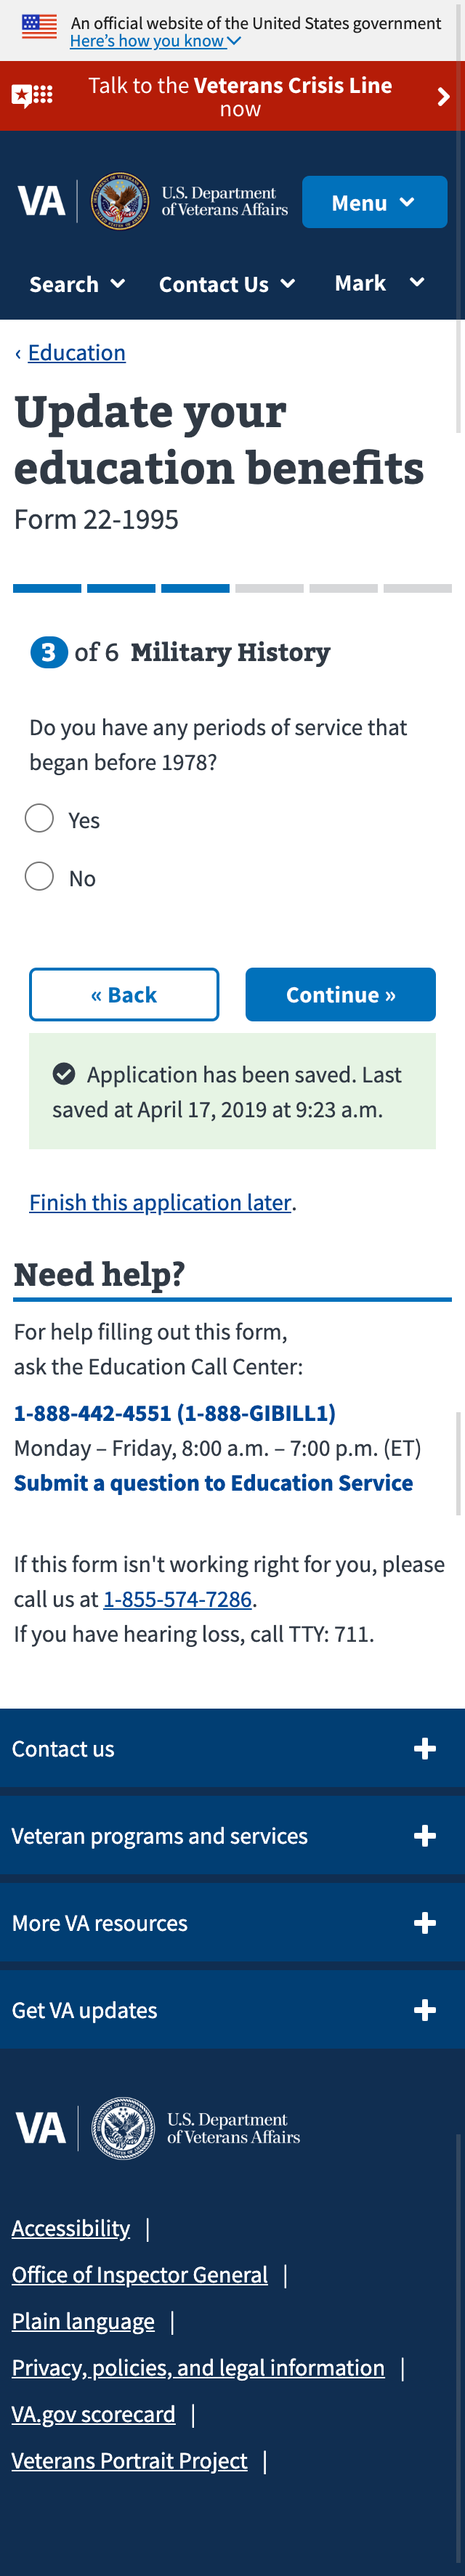 An official website of the United States government
Here's how you know
Talk to the Veterans Crisis Line
now
VA
U.S. Department
of Veterans Affairs
Menu
Search
Contact Us
Mark
‹ Education
Update your
education benefits
Form 22-1995
3 of 6 Military History
Do you have any periods of service that
began before 1978?
Yes
No
« Back
Continue »
Application has been saved. Last
saved at April 17, 2019 at 9:23 a.m.
Finish this application later.
Need help?
For help filling out this form,
ask the Education Call Center:
1-888-442-4551 (1-888-GIBILL1)
Monday – Friday, 8:00 a.m. – 7:00 p.m. (ET)
Submit a question to Education Service
If this form isn't working right for you, please
call us at 1-855-574-7286.
If you have hearing loss, call TTY: 711.
Contact us
Veteran programs and services
More VA resources
Get VA updates
VA
U.S. Department
of Veterans Affairs
Accessibility |
Office of Inspector General |
Plain language |
Privacy, policies, and legal information |
VA.gov scorecard |
Veterans Portrait Project |